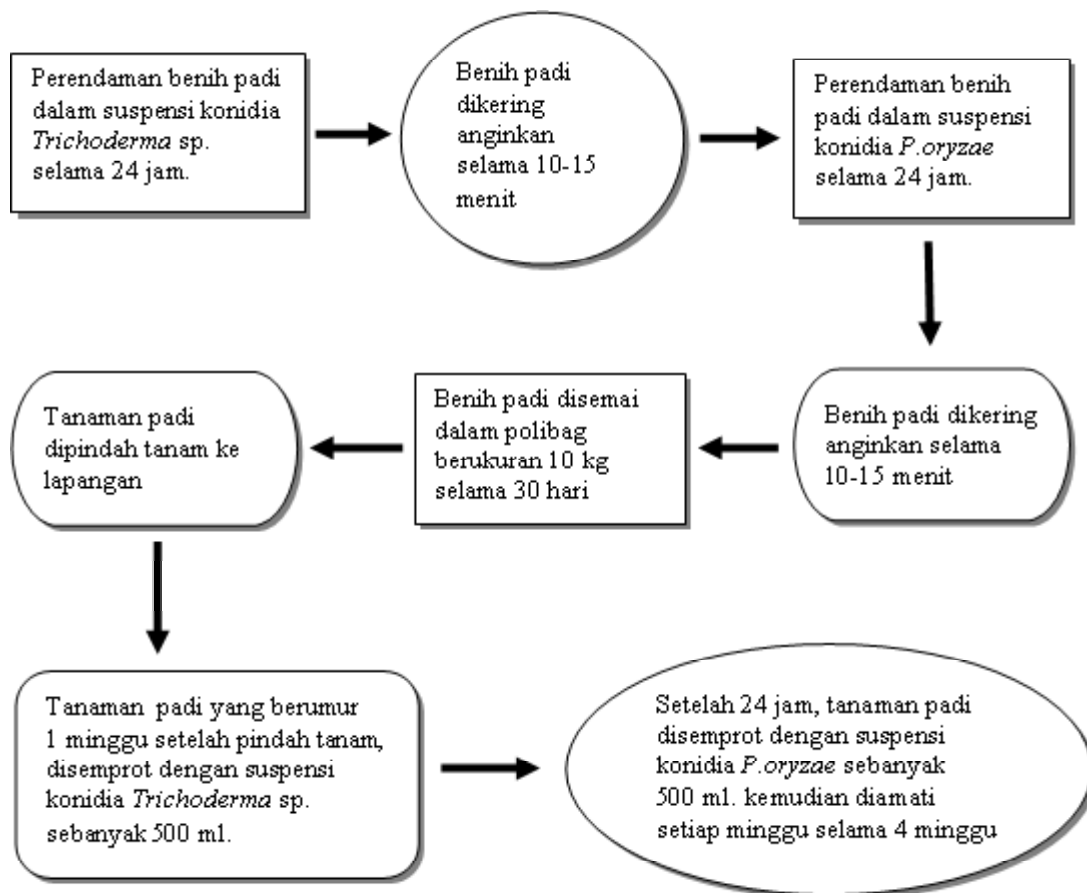 Perendaman benih padi
dalam suspensi konidia
Trichoderma sp.
selama 24 jam.
Benih padi
dikering
anginkan
selama 10-15
menit
Perendaman benih
padi dalam suspensi
konidia P.oryzae
selama 24 jam.
Benih padi dikering
anginkan selama
10-15 menit
Benih padi disemai
dalam polibag
berukuran 10 kg
selama 30 hari
Tanaman padi
dipindah tanam ke
lapangan
Tanaman padi yang berumur
1 minggu setelah pindah tanam,
disemprot dengan suspensi
konidia Trichoderma sp.
sebanyak 500 ml.
Setelah 24 jam, tanaman padi
disemprot dengan suspensi
konidia P.oryzae sebanyak
500 ml. kemudian diamati
setiap minggu selama 4 minggu